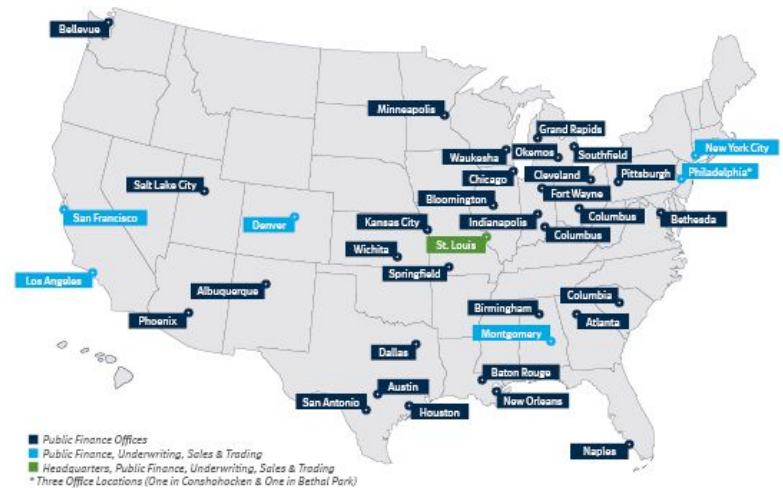 Bellevue
Minneapolis
Grand Rapids
New York City
Waukesha
Okemos
Southfield
Chicago
Cleveland
Pittsburgh
Philadelphia*
Salt Lake City
Bloomington
Fort Wayne
San Francisco
Denver
Kansas City
Indianapolis
Columbus
Bethesda
Wichita
St. Louis
Columbus
Springfield
Los Angeles
Albuquerque
Columbia
Phoenix
Birmingham
Atlanta
Montgomery
Dallas
Baton Rouge
Austin
San Antonio
New Orleans
Houston
Naples
Public Finance Offices
Public Finance, Underwriting, Sales & Trading
Headquarters, Public Finance, Underwriting, Sales & Trading
* Three Office Locations (One in Conshohocken & One in Bethal Park)